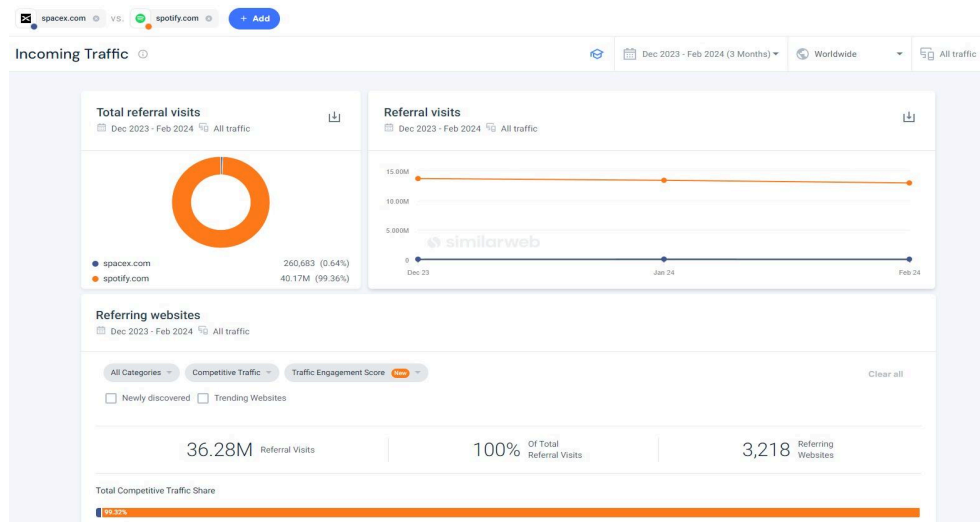 spacex.com VS. spotify.com + Add
Incoming Traffic Dec 2023 - Feb 2024 (3 Months) Worldwide All traffic
Total referral visits
Dec 2023 - Feb 2024 All traffic
spacex.com 260,683 (0.64%)
spotify.com 40.17M (99.36%)
Referral visits
Dec 2023 - Feb 2024 All traffic
15.00M
10.00M
5.000M
similarweb
0
Dec 23 Jan 24 Feb 24
Referring websites
Dec 2023 - Feb 2024 All traffic
All Categories Competitive Traffic Traffic Engagement Score New
Clear all
Newly discovered Trending Websites
36.28M Referral Visits
100% Of Total
Referral Visits
3,218 Referring
Websites
Total Competitive Traffic Share
99.32%